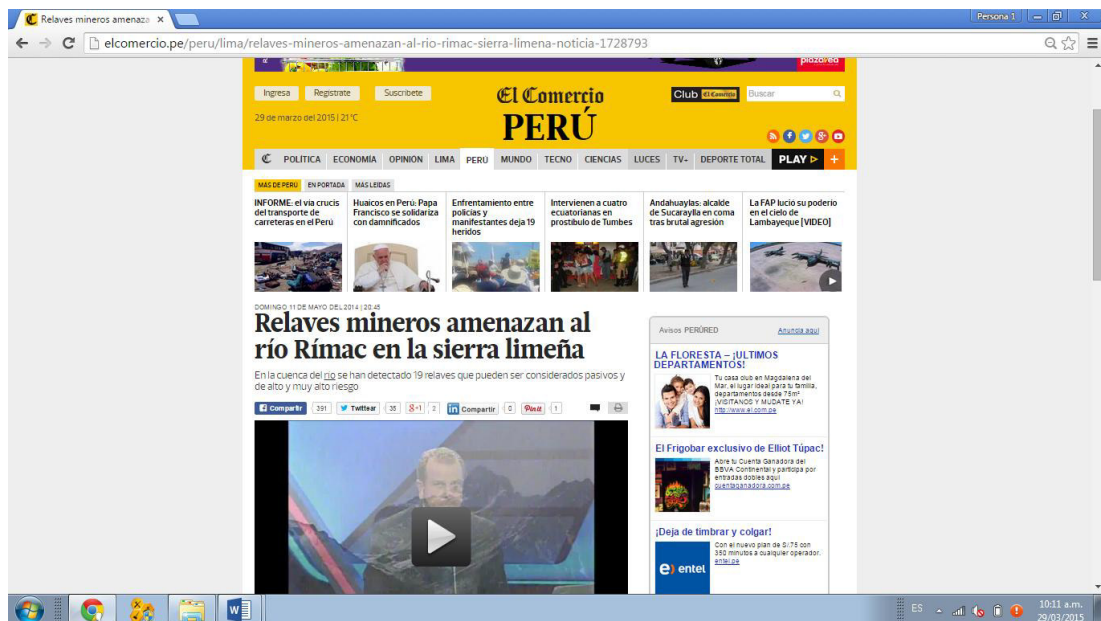 Relaves mineros amenaza
Persona 1
elcomercio.pe/peru/lima/relaves-mineros-amenazan-al-rio-rimac-sierra-limena-noticia-1728793
plazaVea
Ingresa Registrate Suscribete
El Comercio
Club El Comercio
Buscar
29 de marzo del 2015 | 21°C
PERÚ
POLÍTICA ECONOMÍA OPINIÓN LIMA PERÚ MUNDO TECNO CIENCIAS LUCES TV+ DEPORTE TOTAL PLAY +
MÁS DE PERÚ EN PORTADA MÁS LEÍDAS
INFORME: el vía crucis
del transporte de
carreteras en el Perú
Huaicos en Perú: Papa
Francisco se solidariza
con damnificados
Enfrentamiento entre
policías y
manifestantes deja 19
heridos
Intervienen a cuatro
ecuatorianas en
prostíbulo de Tumbes
Andahuaylas: alcalde
de Sucaraylla en coma
tras brutal agresión
La FAP lució su poderío
en el cielo de
Lambayeque [VIDEO]
DOMINGO 11 DE MAYO DEL 2014 | 20:45
Relaves mineros amenazan al
río Rímac en la sierra limeña
En la cuenca del río se han detectado 19 relaves que pueden ser considerados pasivos y
de alto y muy alto riesgo
Compartir 391 Twittear 35 g+1 2 in Compartir 0 Pin it 1
Avisos PERÚRED
Anuncia aquí
LA FLORESTA – ¡ULTIMOS
DEPARTAMENTOS!
Tu casa club en Magdalena del
Mar, el lugar ideal para tu familia,
departamentos desde 75m²
¡VISITANOS Y MUDATE YA!
http://www.ei.com.pe
El Frigobar exclusivo de Elliot Túpac!
Abre tu Cuenta Ganadora del
BBVA Continental y participa por
entradas dobles aquí
cuentaganadora.com.pe
¡Deja de timbrar y colgar!
Con el nuevo plan de S/.75 con
350 minutos a cualquier operador.
entel.pe
e) entel
ES
10:11 a.m.
29/03/2015